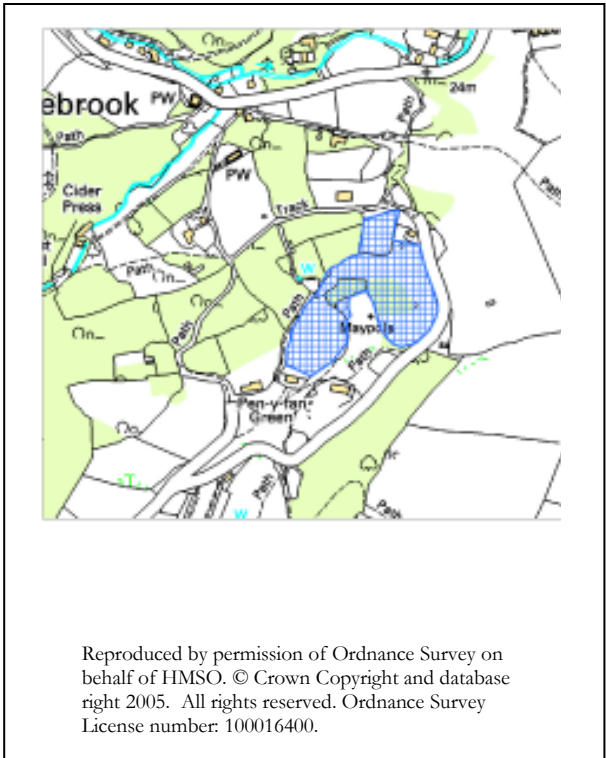 24m
ebrook
PW
Path
Path
PW
Cider
Press
Path
Track
Path
W
Path
Maypole
Path
Path
Pen-y-fan
Green
Path
Path
W
Reproduced by permission of Ordnance Survey on
behalf of HMSO. © Crown Copyright and database
right 2005.  All rights reserved. Ordnance Survey
License number: 100016400.